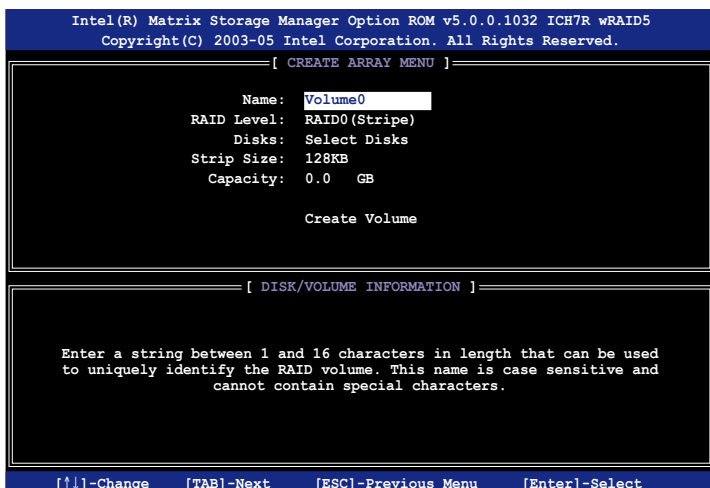 Intel(R) Matrix Storage Manager Option ROM v5.0.0.1032 ICH7R wRAID5
Copyright(C) 2003-05 Intel Corporation. All Rights Reserved.
[ CREATE ARRAY MENU ]
Name: Volume0
RAID Level: RAID0(Stripe)
Disks: Select Disks
Strip Size: 128KB
Capacity: 0.0 GB
Create Volume
[ DISK/VOLUME INFORMATION ]
Enter a string between 1 and 16 characters in length that can be used
to uniquely identify the RAID volume. This name is case sensitive and
cannot contain special characters.
[↑↓]-Change [TAB]-Next [ESC]-Previous Menu [Enter]-Select